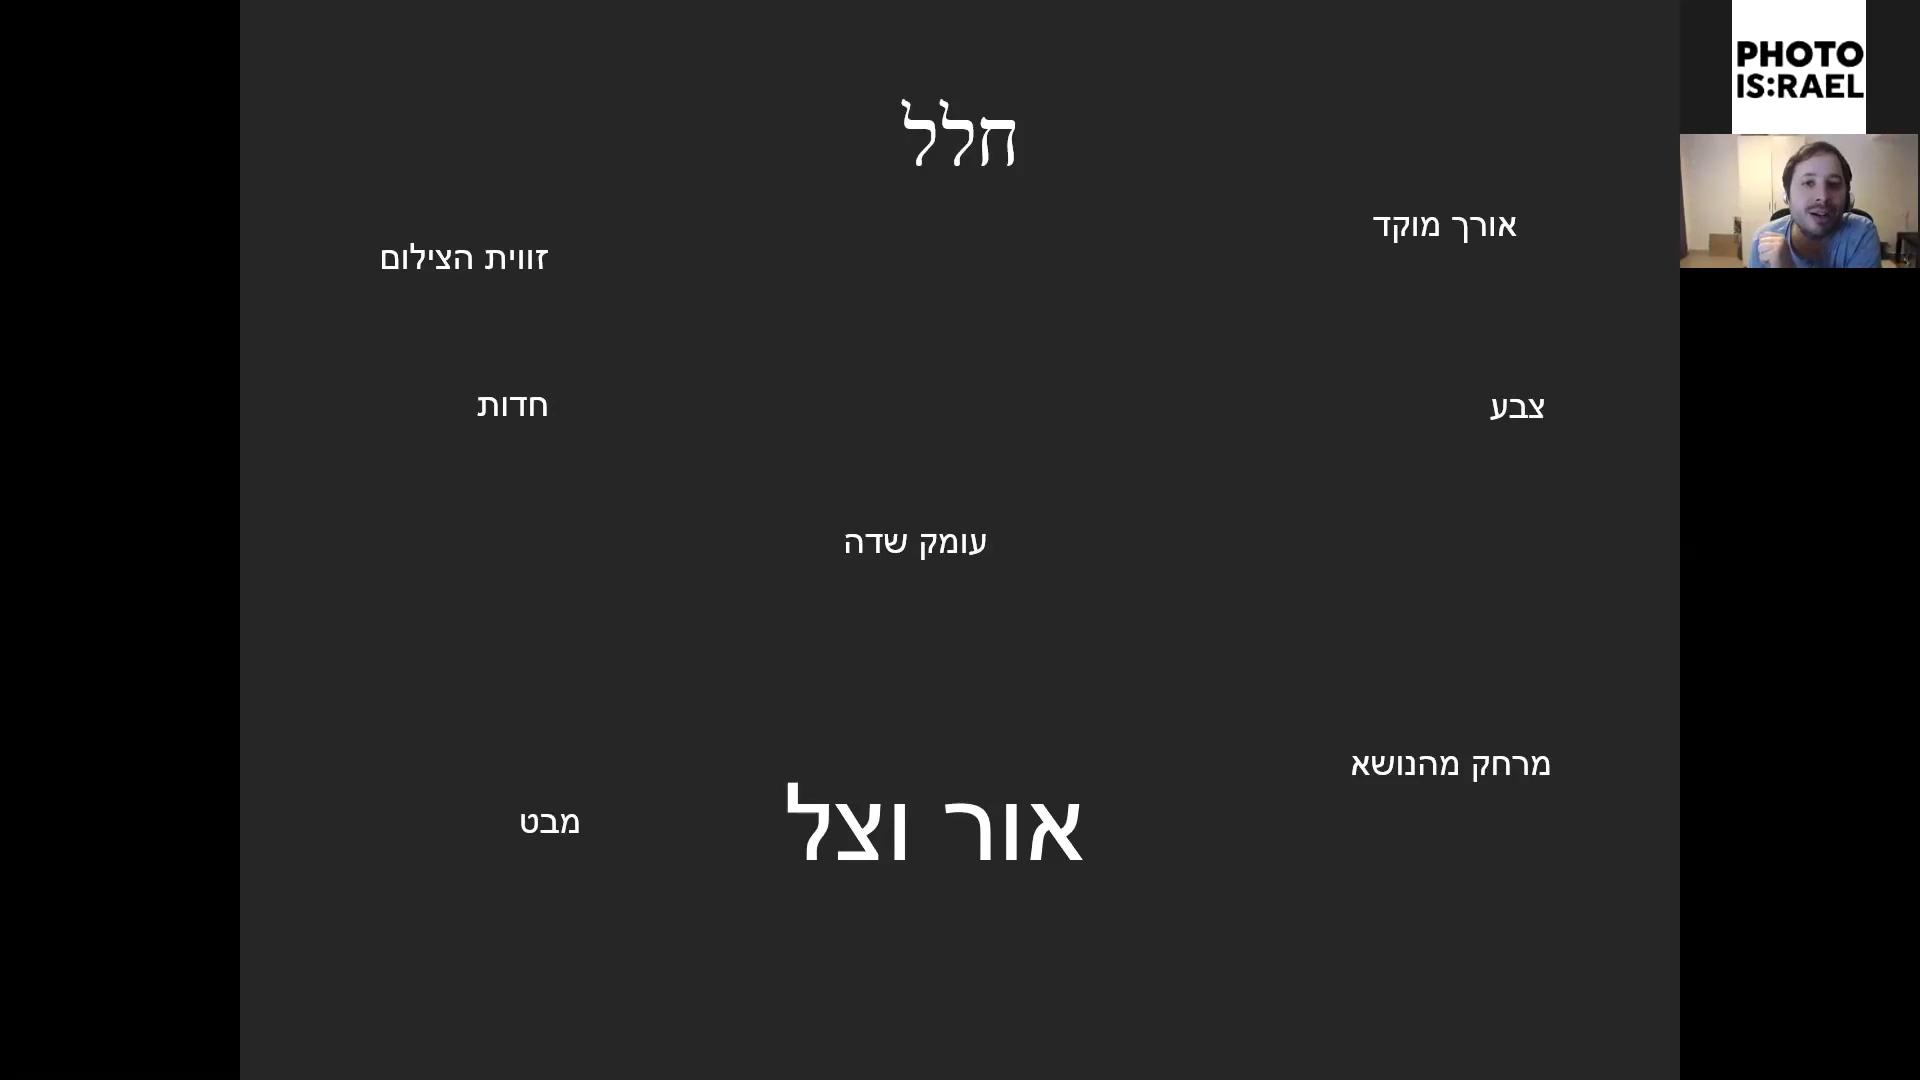 חלל
אורך מוקד
זווית הצילום
צבע
חדות
עומק שדה
מרחק מהנושא
אור וצל
מבט
PHOTO
IS:RAEL